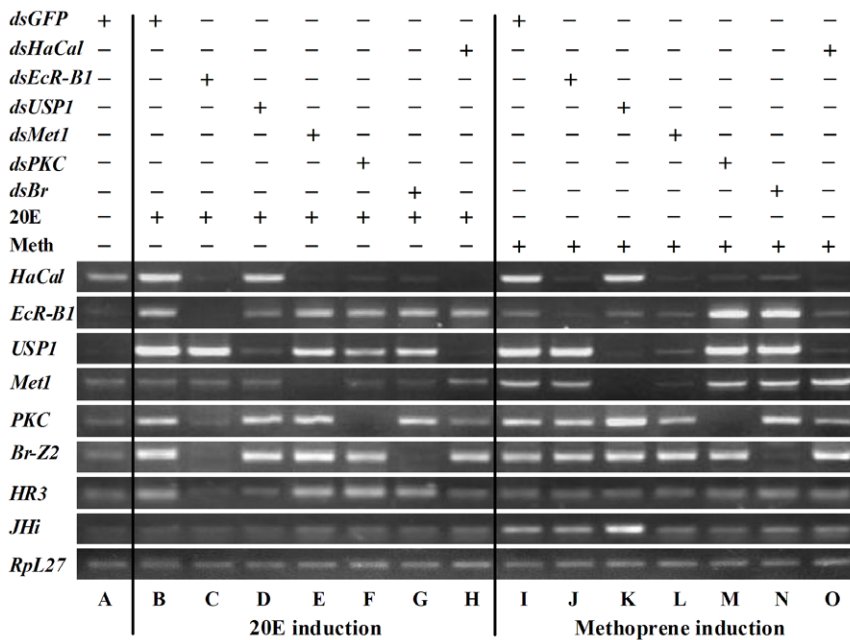 dsGFP + + − − − − − − + − − − − − −
dsHaCal − − − − − − − + − − − − − − +
dsEcR-B1 − − + − − − − − − + − − − − −
dsUSP1 − − − + − − − − − − + − − − −
dsMet1 − − − − + − − − − − − + − − −
dsPKC − − − − − + − − − − − − + − −
dsBr − − − − − − + − − − − − − + −
20E − + + + + + + + − − − − − − −
Meth − − − − − − − − + + + + + + +
HaCal
EcR-B1
USP1
Met1
PKC
Br-Z2
HR3
JHi
RpL27
A B C D E F G H I J K L M N O
20E induction Methoprene induction